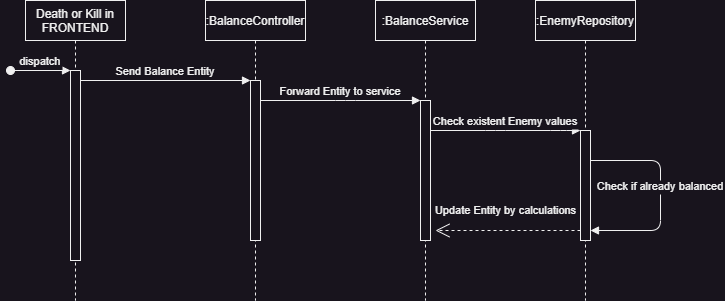 Death or Kill in
FRONTEND
:BalanceController
:BalanceService
:EnemyRepository
dispatch
Send Balance Entity
Forward Entity to service
Check existent Enemy values
Check if already balanced
Update Entity by calculations